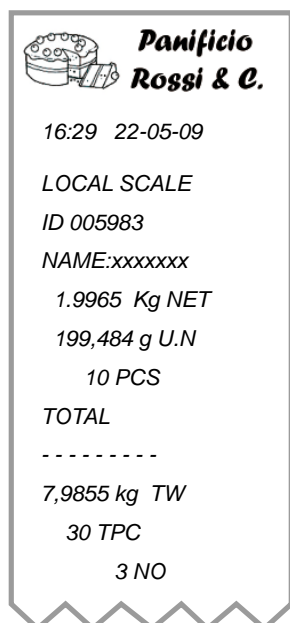 Panificio
Rossi & C.
16:29 22-05-09
LOCAL SCALE
ID 005983
NAME:xxxxxxx
1.9965 Kg NET
199,484 g U.N
10 PCS
TOTAL
- - - - - - - - -
7,9855 kg TW
30 TPC
3 NO